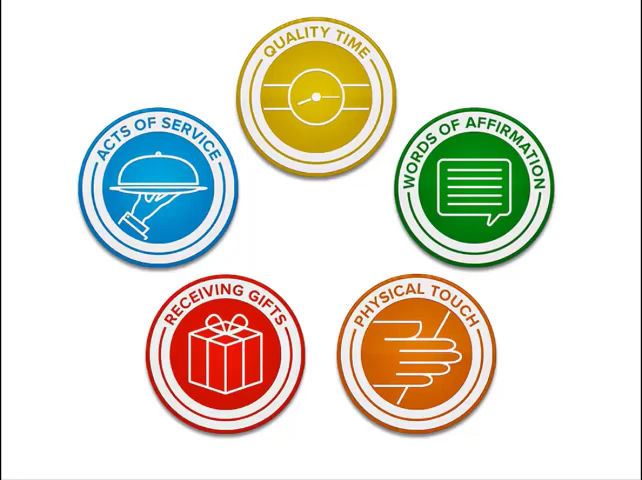 QUALITY TIME
ACTS OF SERVICE
WORDS OF AFFIRMATION
RECEIVING GIFTS
PHYSICAL TOUCH